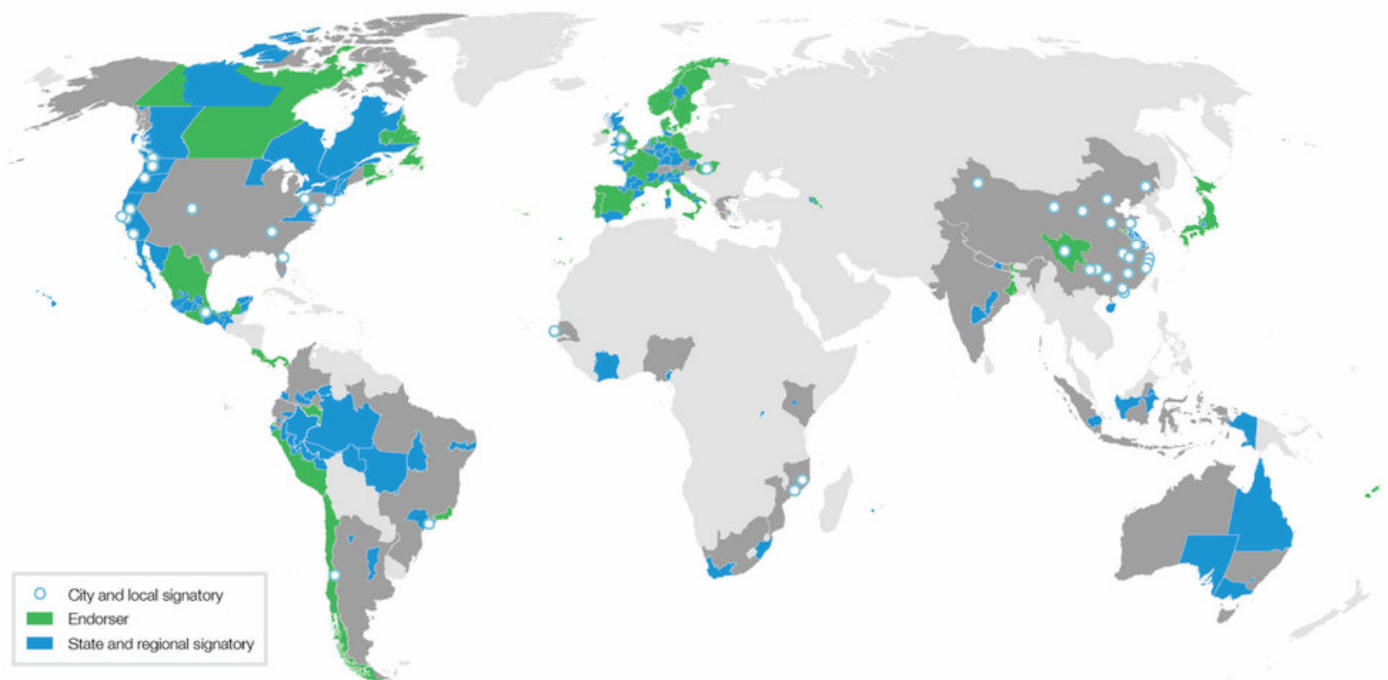 City and local signatory
Endorser
State and regional signatory